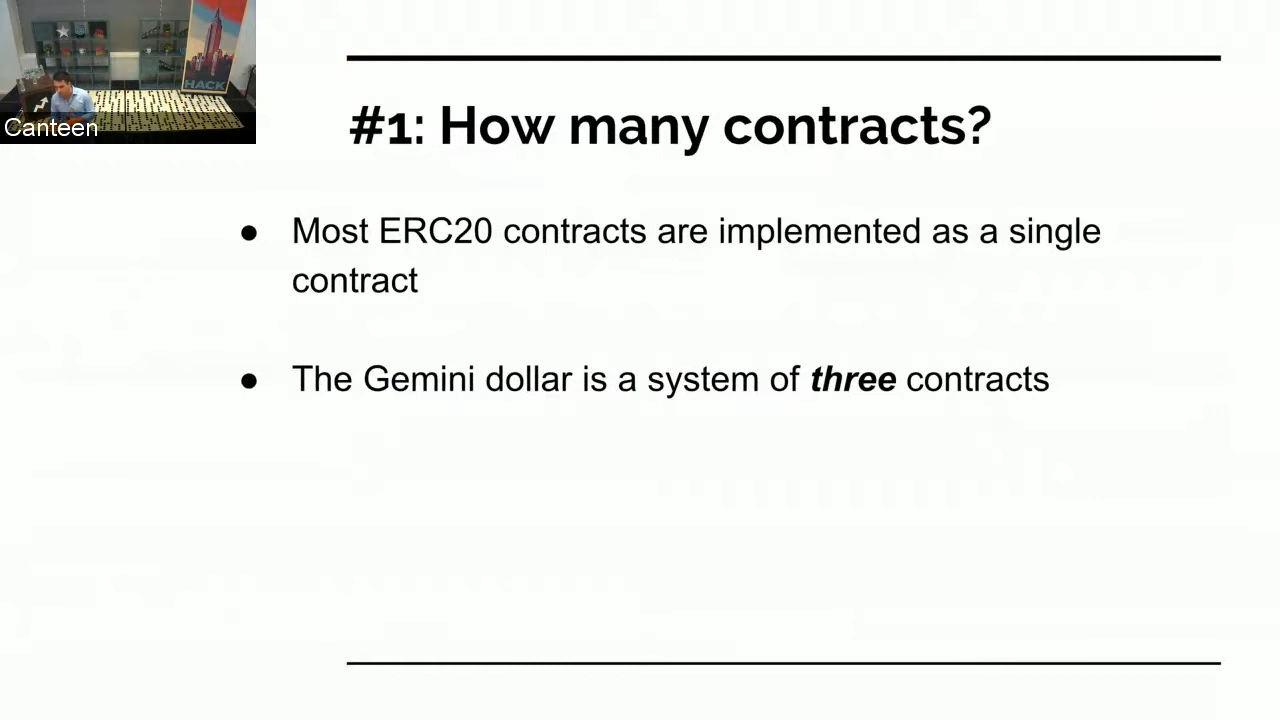 HACK
Canteen
#1: How many contracts?
● Most ERC20 contracts are implemented as a single
contract
● The Gemini dollar is a system of three contracts